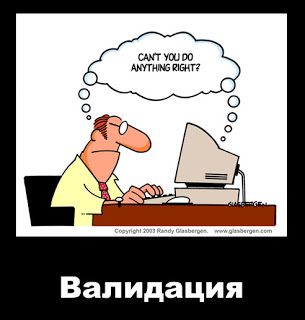 CAN'T YOU DO
ANYTHING RIGHT?
GLASBERGEN
Copyright 2003 Randy Glasbergen. www.glasbergen.com
Валидация